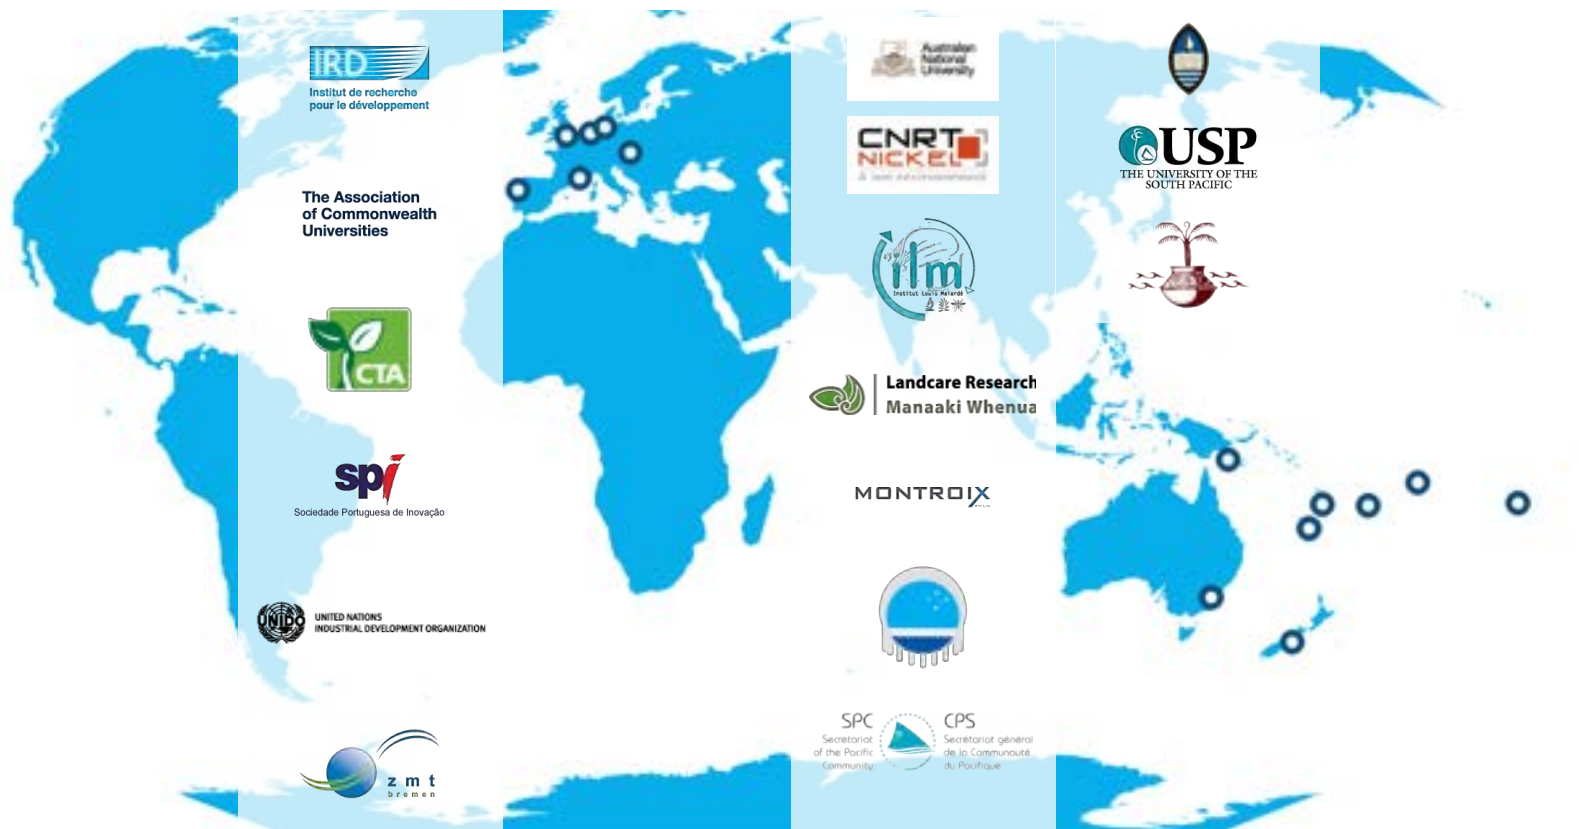 IRD
Institut de recherche
pour le développement
The Association
of Commonwealth
Universities
CTA
spi
Sociedade Portuguesa de Inovação
UNIDO
UNITED NATIONS
INDUSTRIAL DEVELOPMENT ORGANIZATION
zmt
bremen
Australian
National
University
CNRT
NICKEL
ilm
Institut Louis Malardé
Landcare Research
Manaaki Whenua
MONTROIX
SPC
Secretariat
of the Pacific
Community
CPS
Secrétariat général
de la Communauté
du Pacifique
USP
THE UNIVERSITY OF THE
SOUTH PACIFIC